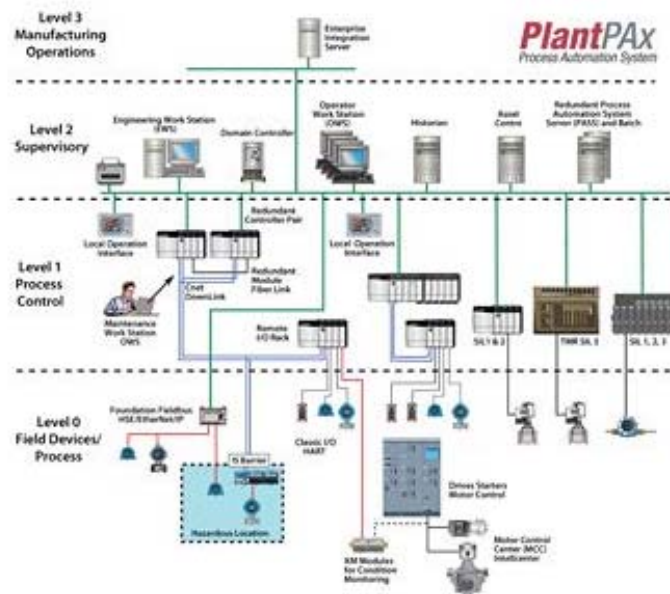 Level 3
Manufacturing
Operations
Enterprise
Integration
Server
PlantPAx
Process Automation System
Level 2
Supervisory
Engineering Work Station
(EWS)
Domain Controller
Operator
Work Station
(OWS)
Historian
Asset
Centre
Redundant Process
Automation System
Server (PASS) and Batch
Level 1
Process
Control
Local Operation
Interface
Redundant
Controller Pair
Local Operation
Interface
Cnet
DownLink
Redundant
Module
Fiber Link
Maintenance
Work Station
OWS
Remote
I/O Rack
SIL1 & 2
TMR SIL 3
SIL 1, 2, 3
Level 0
Field Devices/
Process
Foundation Fieldbus
HSE/EtherNet/IP
IS Barrier
Classic I/O
HART
Hazardous Location
Drives Starters
Motor Control
XM Modules
for Condition
Monitoring
Motor Control
Center (MCC)
Intellicenter